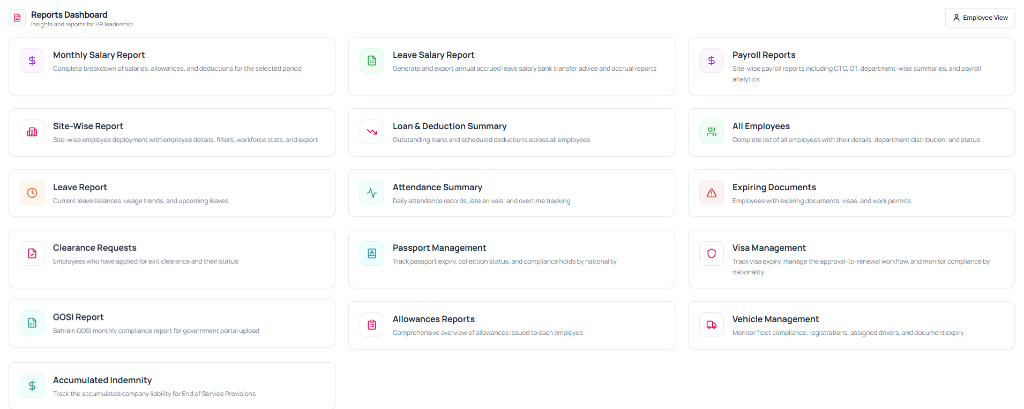 Reports Dashboard
Insights and reports for HR leadership
Employee View
Monthly Salary Report
Complete breakdown of salaries, allowances, and deductions for the selected period
Leave Salary Report
Generate and export annual accrued leave salary bank transfer advice and accrual reports
Payroll Reports
Site-wise payroll reports including CTC, OT, department-wise summaries, and payroll
analytics
Site-Wise Report
Site-wise employee deployment with employee details, filters, workforce stats, and export
Loan & Deduction Summary
Outstanding loans and scheduled deductions across all employees
All Employees
Complete list of all employees with their details, department distribution, and status
Leave Report
Current leave balances, usage trends, and upcoming leaves
Attendance Summary
Daily attendance records, late arrivals, and overtime tracking
Expiring Documents
Employees with expiring documents, visas, and work permits
Clearance Requests
Employees who have applied for exit clearance and their status
Passport Management
Track passport expiry, collection status, and compliance holds by nationality
Visa Management
Track visa expiry, manage the approval-to-renewal workflow, and monitor compliance by
nationality
GOSI Report
Bahrain GOSI monthly compliance report for government portal upload
Allowances Reports
Comprehensive overview of allowances issued to each employee
Vehicle Management
Monitor fleet compliance, registrations, assigned drivers, and document expiry
Accumulated Indemnity
Track the accumulated company liability for End of Service Provisions